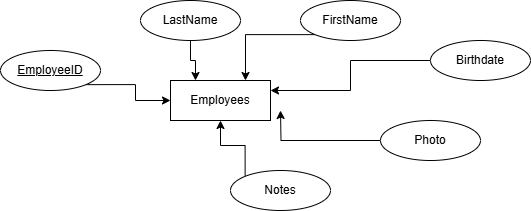 LastName
FirstName
EmployeeID
Birthdate
Employees
Photo
Notes